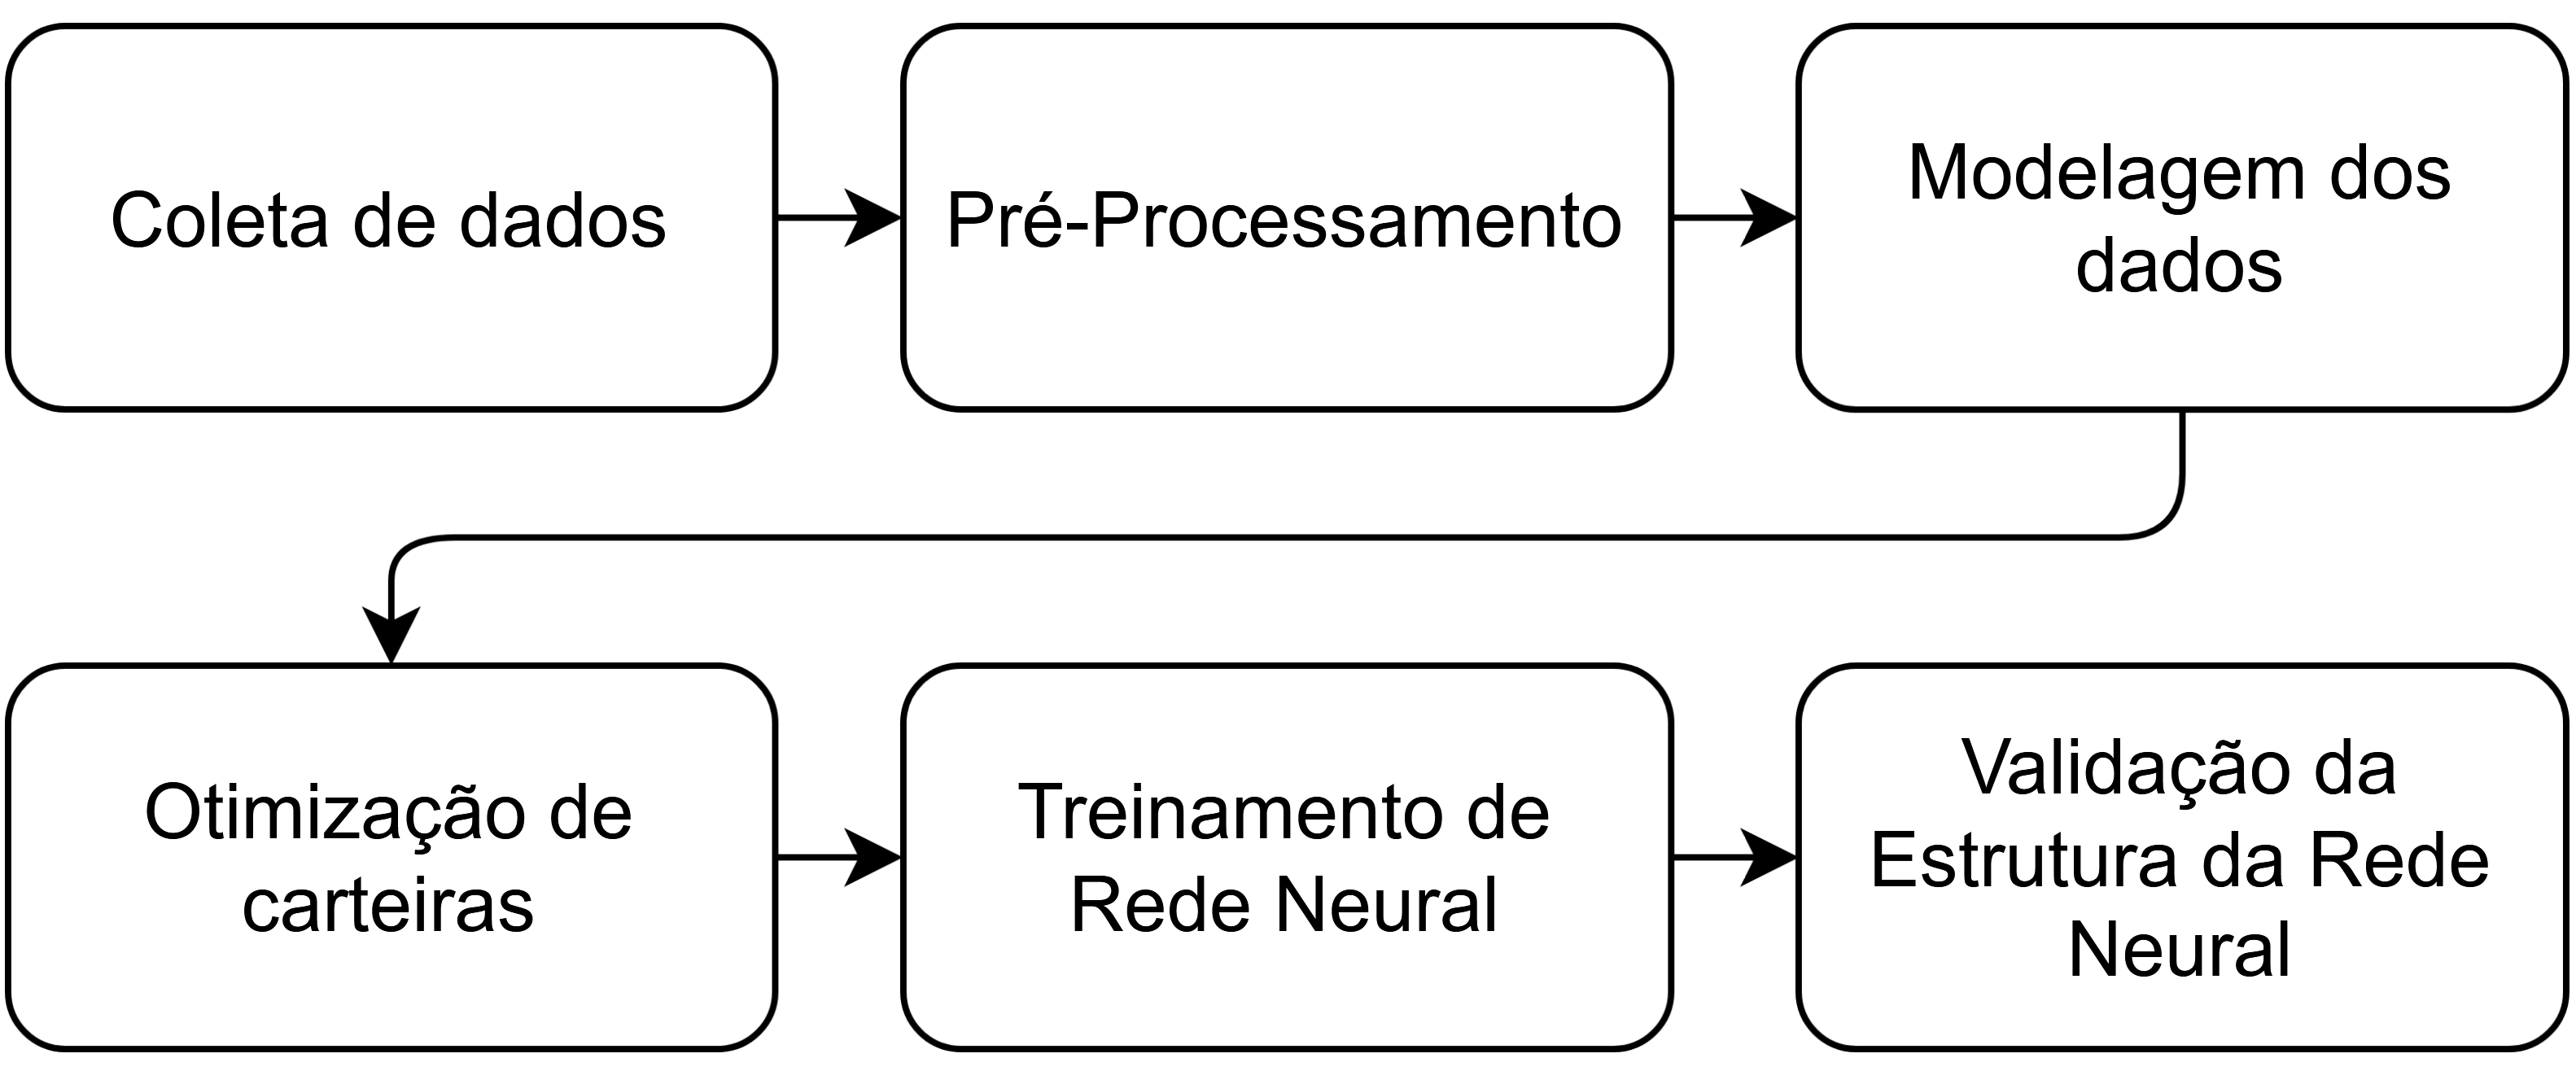 Coleta de dados
Pré-Processamento
Modelagem dos
dados
Otimização de
carteiras
Treinamento de
Rede Neural
Validação da
Estrutura da Rede
Neural